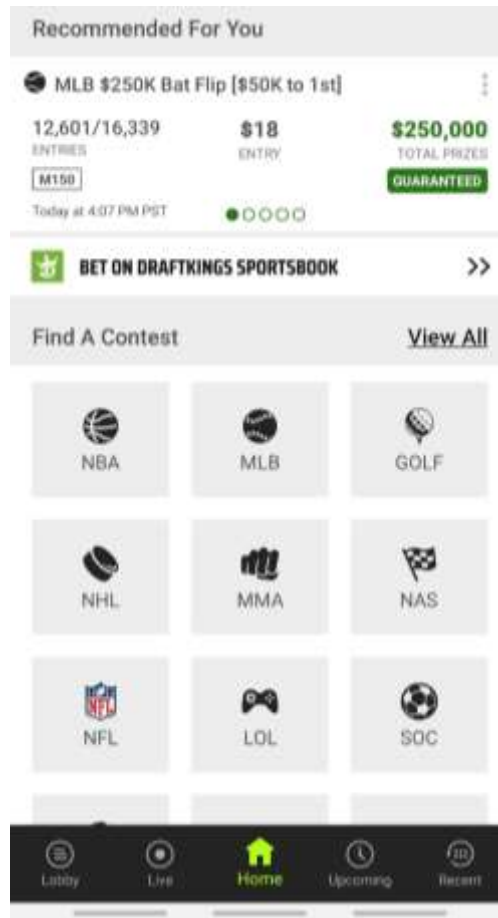 Recommended For You
MLB $250K Bat Flip [$50K to 1st]
12,601/16,339 $18 $250,000
ENTRIES ENTRY TOTAL PRIZES
M150 GUARANTEED
Today at 4:07 PM PST
BET ON DRAFTKINGS SPORTSBOOK >>
Find A Contest View All
NBA MLB GOLF
NHL MMA NAS
NFL
NFL LOL SOC
Lobby Live Home Upcoming Recent